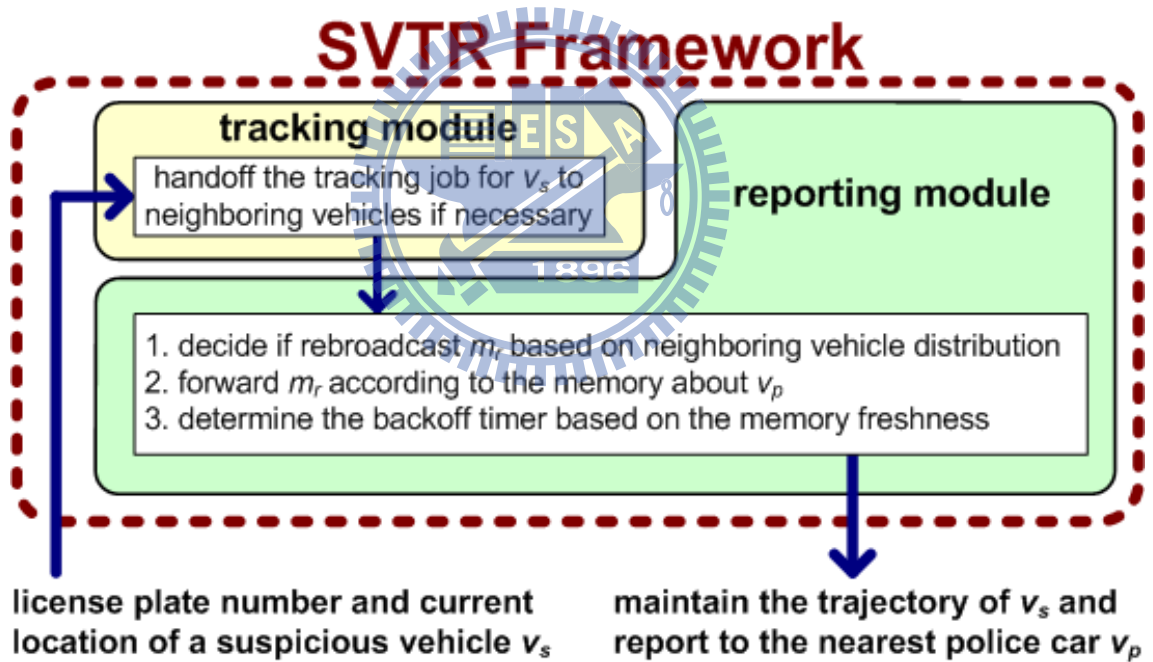 SVTR Framework
tracking module
handoff the tracking job for vs to
neighboring vehicles if necessary
reporting module
1. decide if rebroadcast mr based on neighboring vehicle distribution
2. forward mr according to the memory about vp
3. determine the backoff timer based on the memory freshness
license plate number and current
location of a suspicious vehicle vs
maintain the trajectory of vs and
report to the nearest police car vp
ESA
1896